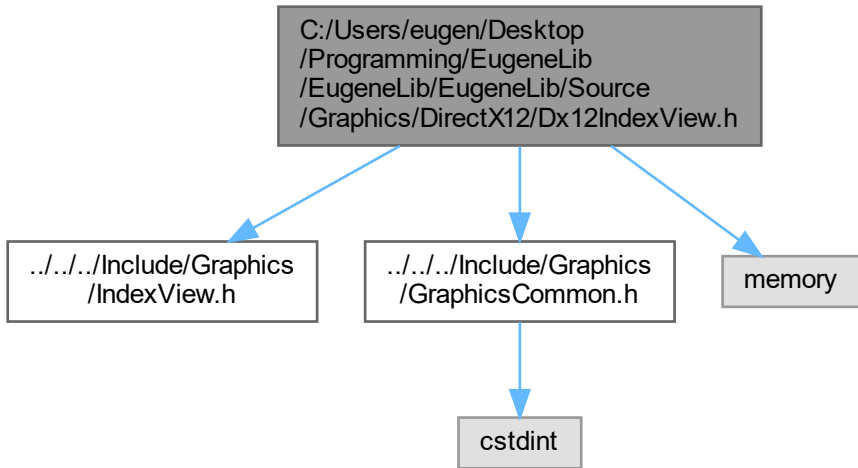 C:/Users/eugen/Desktop
/Programming/EugeneLib
/EugeneLib/EugeneLib/Source
/Graphics/DirectX12/Dx12IndexView.h
../../../Include/Graphics
/IndexView.h
../../../Include/Graphics
/GraphicsCommon.h
memory
cstdint